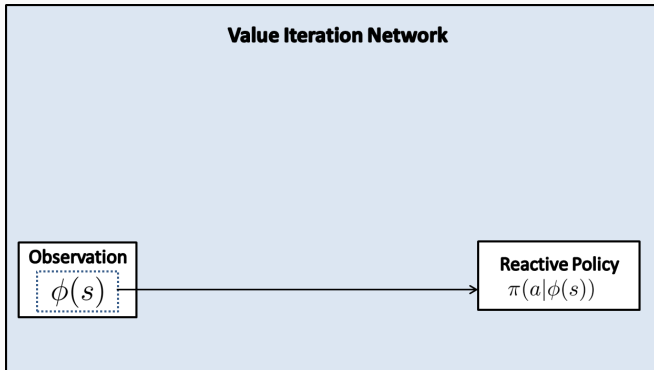 Value Iteration Network
Observation
ϕ(s)
Reactive Policy
π(a|ϕ(s))